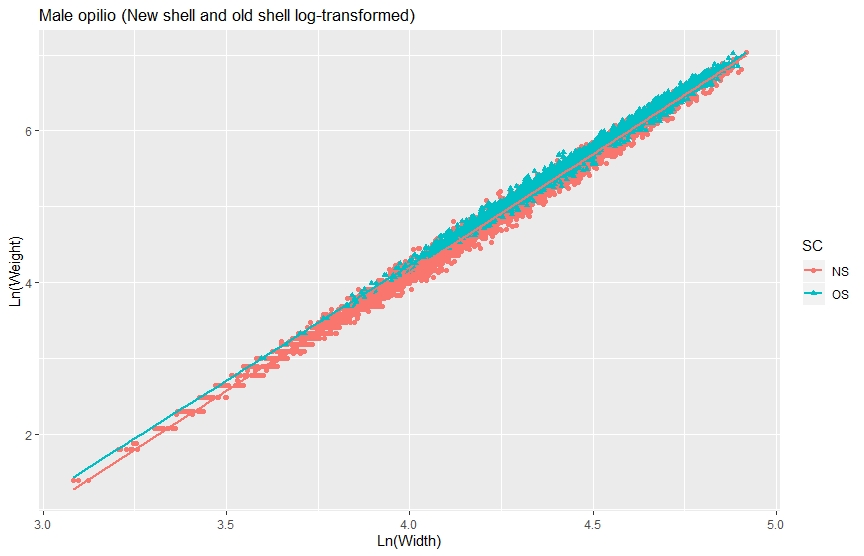 Male opilio (New shell and old shell log-transformed)
Ln(Weight)
6
4
2
3.0 3.5 4.0 4.5 5.0
Ln(Width)
SC
NS
OS